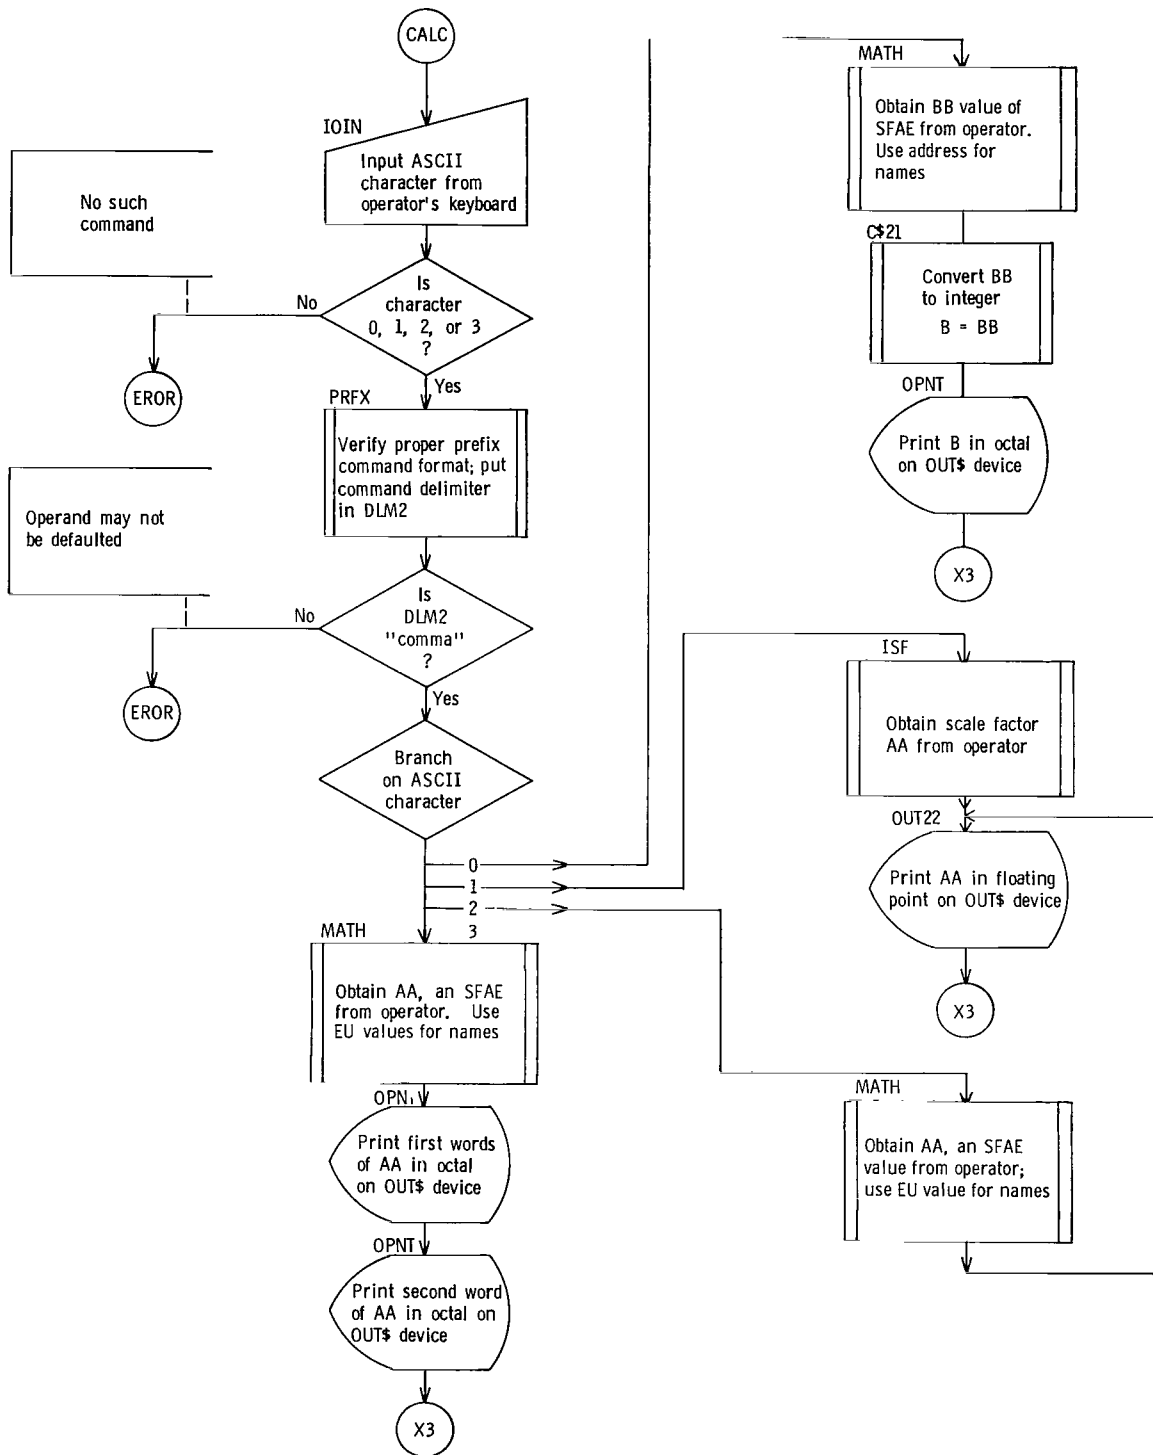 CALC
IOIN
Input ASCII
character from
operator's keyboard
No such
command
Is
character
0, 1, 2, or 3
?
No
Yes
EROR
PRFX
Verify proper prefix
command format; put
command delimiter
in DLM2
Operand may not
be defaulted
Is
DLM2
"comma"
?
No
Yes
EROR
Branch
on ASCII
character
0
1
2
3
MATH
Obtain AA, an SFAE
from operator. Use
EU values for names
OPN
Print first words
of AA in octal
on OUT$ device
OPNT
Print second word
of AA in octal on
OUT$ device
X3
MATH
Obtain BB value of
SFAE from operator.
Use address for
names
C$21
Convert BB
to integer
B = BB
OPNT
Print B in octal
on OUT$ device
X3
ISF
Obtain scale factor
AA from operator
OUT22
Print AA in floating
point on OUT$ device
X3
MATH
Obtain AA, an SFAE
value from operator;
use EU value for names